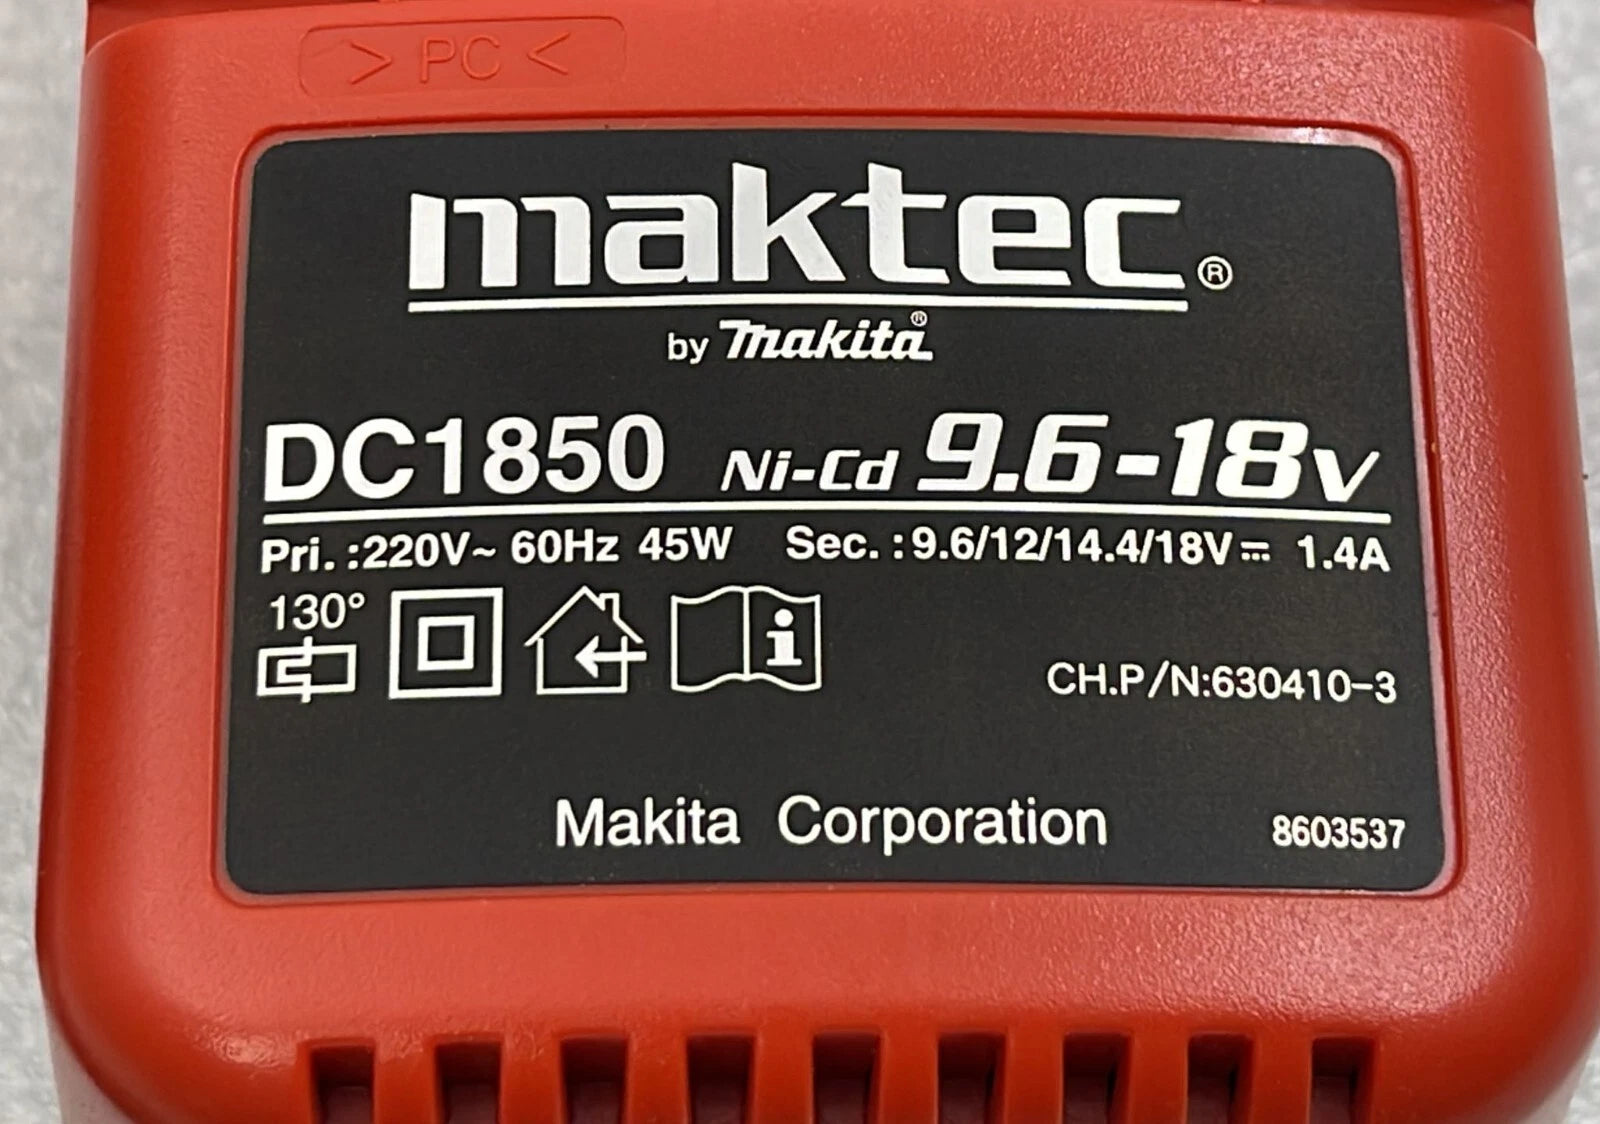 > PC <
maktec®
by makita®
DC1850 Ni-Cd 9.6-18v
Pri.:220V~ 60Hz 45W Sec.:9.6/12/14.4/18V⎓ 1.4A
130°
CH.P/N:630410-3
Makita Corporation 8603537